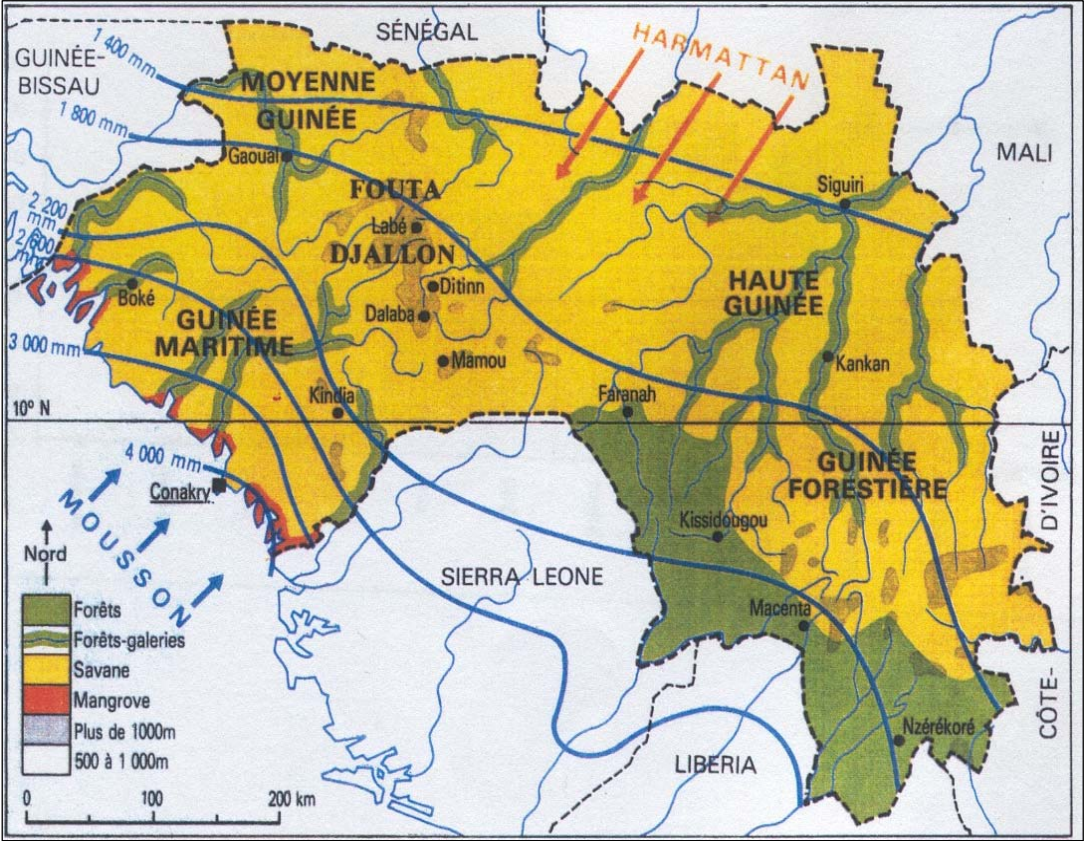 SÉNÉGAL
HARMATTAN
GUINÉE-
BISSAU
1 400 mm
1 800 mm
2 200
mm
2 600
mm
3 000 mm
4 000 mm
MOYENNE
GUINÉE
Gaoual
FOUTA
Labé
DJALLON
Ditinn
Dalaba
Mamou
MALI
Siguiri
HAUTE
GUINÉE
Kankan
Boké
GUINÉE
MARITIME
Kindia
Faranah
10° N
GUINÉE
FORESTIÈRE
Kissidougou
Conakry
MOUSSON
Nord
SIERRA LEONE
Macenta
Nzérékoré
LIBERIA
CÔTE-
D'IVOIRE
Forêts
Forêts-galeries
Savane
Mangrove
Plus de 1000m
500 à 1 000m
0 100 200 km